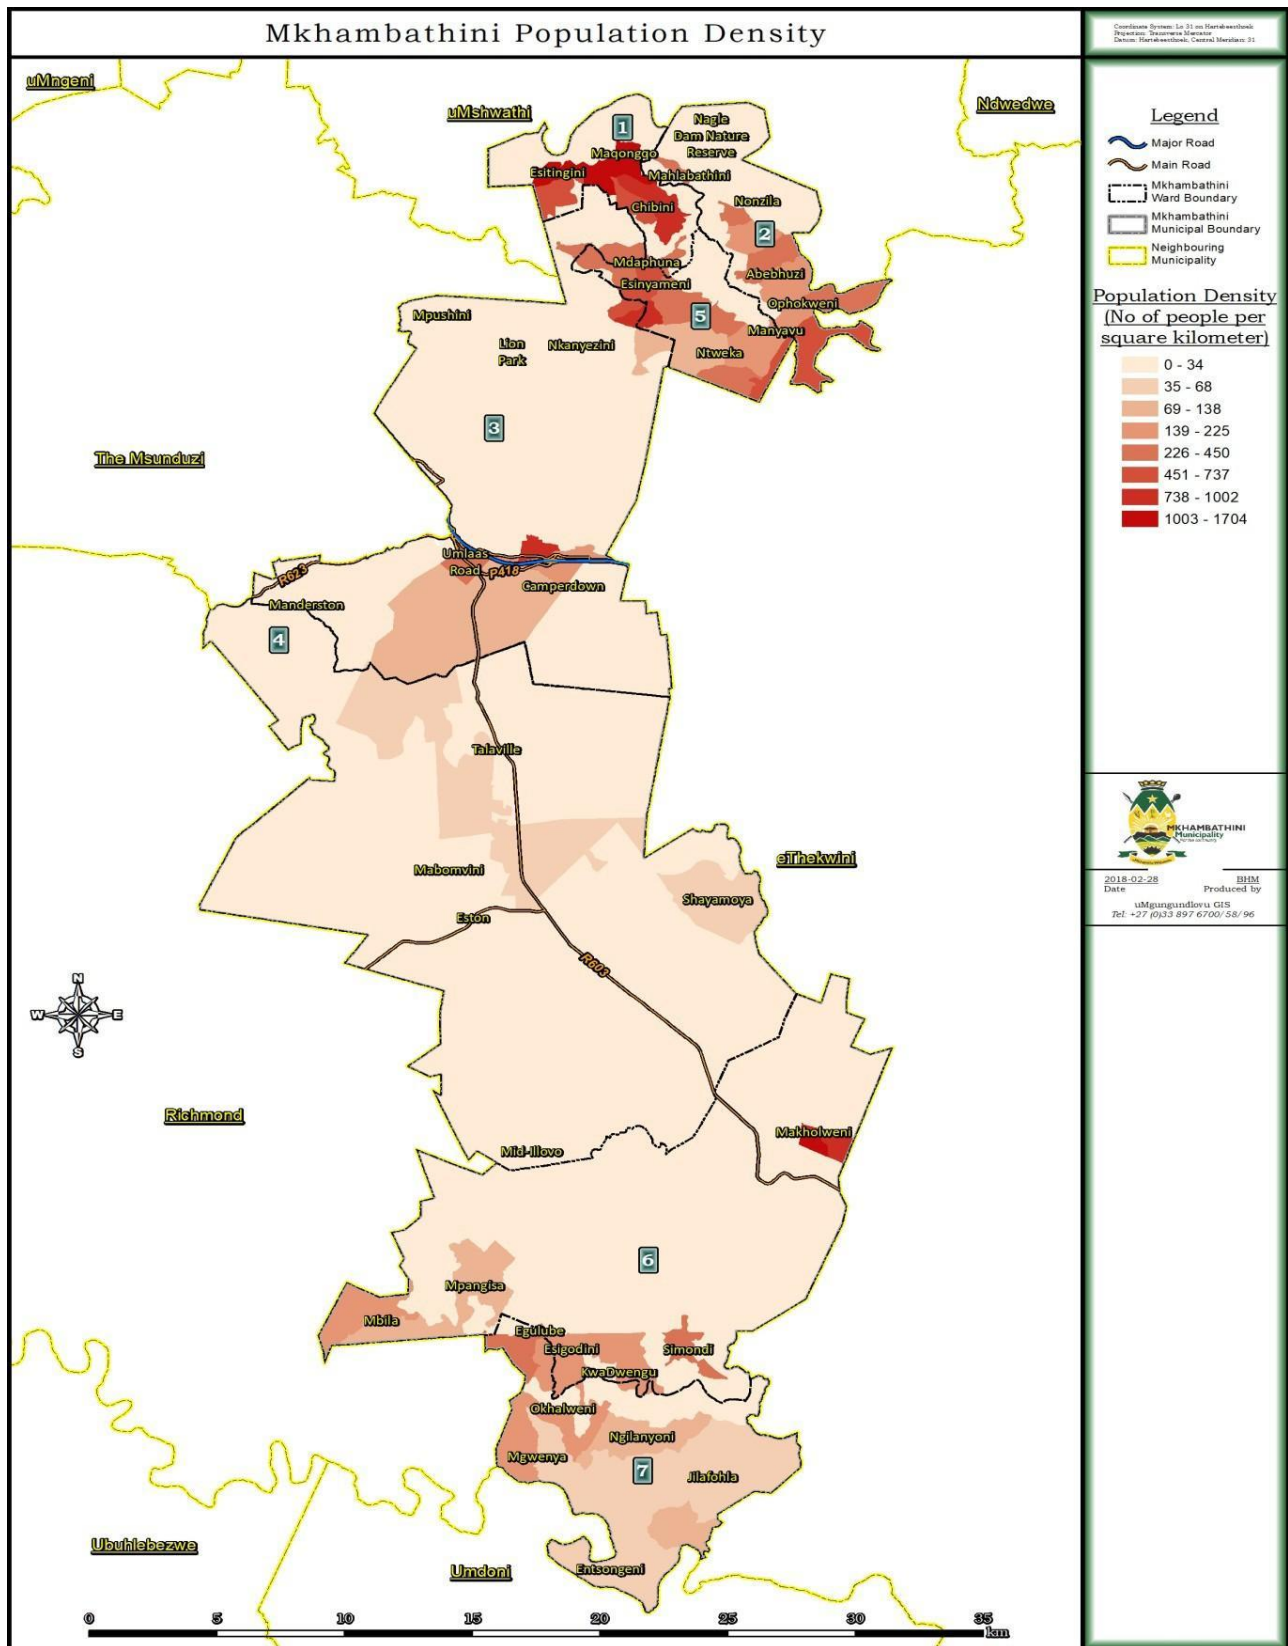 Mkhambathini Population Density
Coordinate System: Lo 31 on Hartebeesthoek
Projection: Transverse Mercator
Datum: Hartebeesthoek, Central Meridian: 31
uMngeni
uMshwathi
Ndwedwe
1
Nagle
Dam Nature
Reserve
Maqonggo
Esitingini
Mahlabathini
Chibini
Nonzila
2
Mdaphuna
Abebhuzi
Esinyameni
Ophokweni
5
Manyavu
Mpushini
Lion
Park
Nkanyezini
Ntweka
3
The Msunduzi
Umlaas
Road
P418
R623
Camperdown
Manderston
4
Talaville
Mabomvini
eThekwini
Shayamoya
Eston
R603
N
W
E
S
Richmond
Makholweni
Mid-Illovo
6
Mpangisa
Mbila
Egulube
Esigodini
Simondi
KwaDwengu
Okhalweni
Ngilanyoni
Mgwenya
7
Jilafohla
Ubuhlebezwe
Umdoni
Entsongeni
0 5 10 15 20 25 30 35
km
Legend
Major Road
Main Road
Mkhambathini
Ward Boundary
Mkhambathini
Municipal Boundary
Neighbouring
Municipality
Population Density
(No of people per
square kilometer)
0 - 34
35 - 68
69 - 138
139 - 225
226 - 450
451 - 737
738 - 1002
1003 - 1704
MKHAMBATHINI
Municipality
2018-02-28 BHM
Date Produced by
uMgungundlovu GIS
Tel: +27 (0)33 897 6700/ 58/ 96